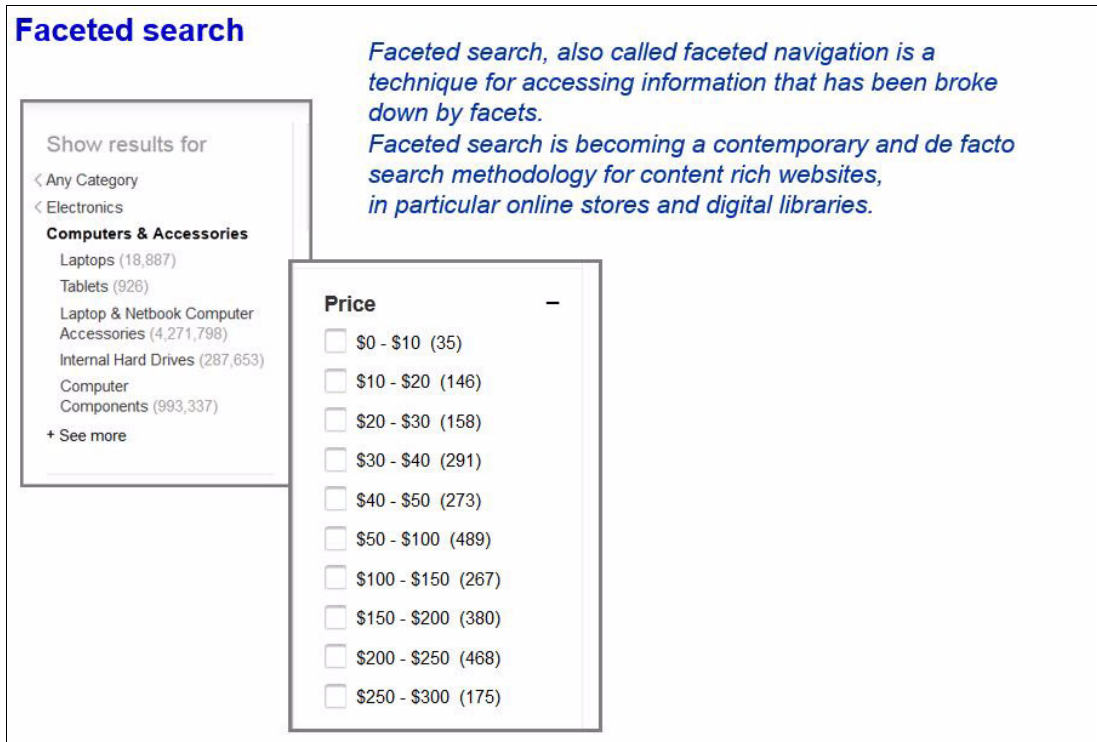 Faceted search
Faceted search, also called faceted navigation is a
technique for accessing information that has been broke
down by facets.
Faceted search is becoming a contemporary and de facto
search methodology for content rich websites,
in particular online stores and digital libraries.
Show results for
< Any Category
< Electronics
Computers & Accessories
Laptops (18,887)
Tablets (926)
Laptop & Netbook Computer
Accessories (4,271,798)
Internal Hard Drives (287,653)
Computer
Components (993,337)
+ See more
Price –
$0 - $10 (35)
$10 - $20 (146)
$20 - $30 (158)
$30 - $40 (291)
$40 - $50 (273)
$50 - $100 (489)
$100 - $150 (267)
$150 - $200 (380)
$200 - $250 (468)
$250 - $300 (175)